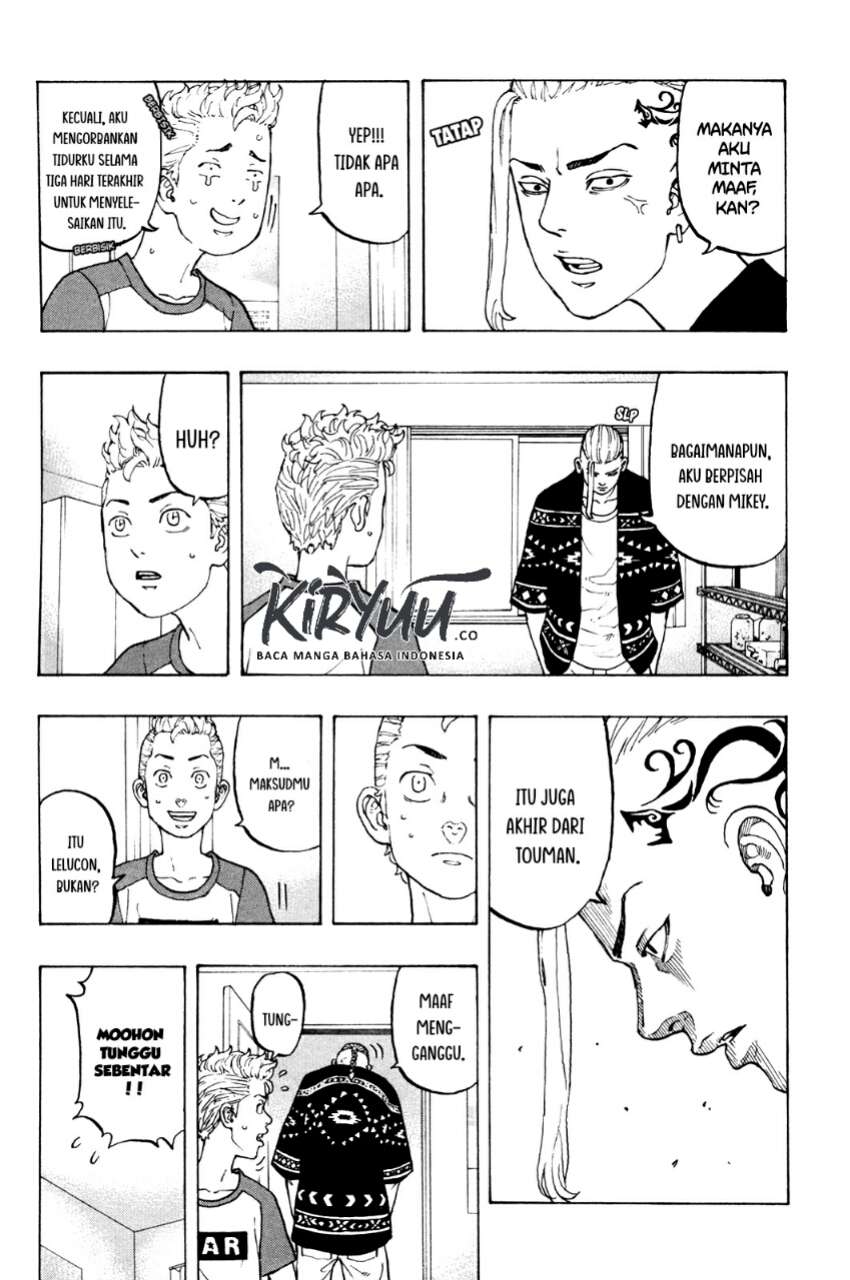 MAKANYA
AKU
MINTA
MAAF,
KAN?
TATAP
YEP!!!
TIDAK APA
APA.
BERBISIK
KECUALI, AKU
MENGORBANKAN
TIDURKU SELAMA
TIGA HARI TERAKHIR
UNTUK MENYELE-
SAIKAN ITU.
BERBISIK
BAGAIMANAPUN,
AKU BERPISAH
DENGAN MIKEY.
SLP
HUH?
KiRYUU.CO
BACA MANGA BAHASA INDONESIA
ITU JUGA
AKHIR DARI
TOUMAN.
M...
MAKSUDMU
APA?
ITU
LELUCON,
BUKAN?
MAAF
MENG-
GANGGU.
TUNG-
AR
MOOHON
TUNGGU
SEBENTAR
!!